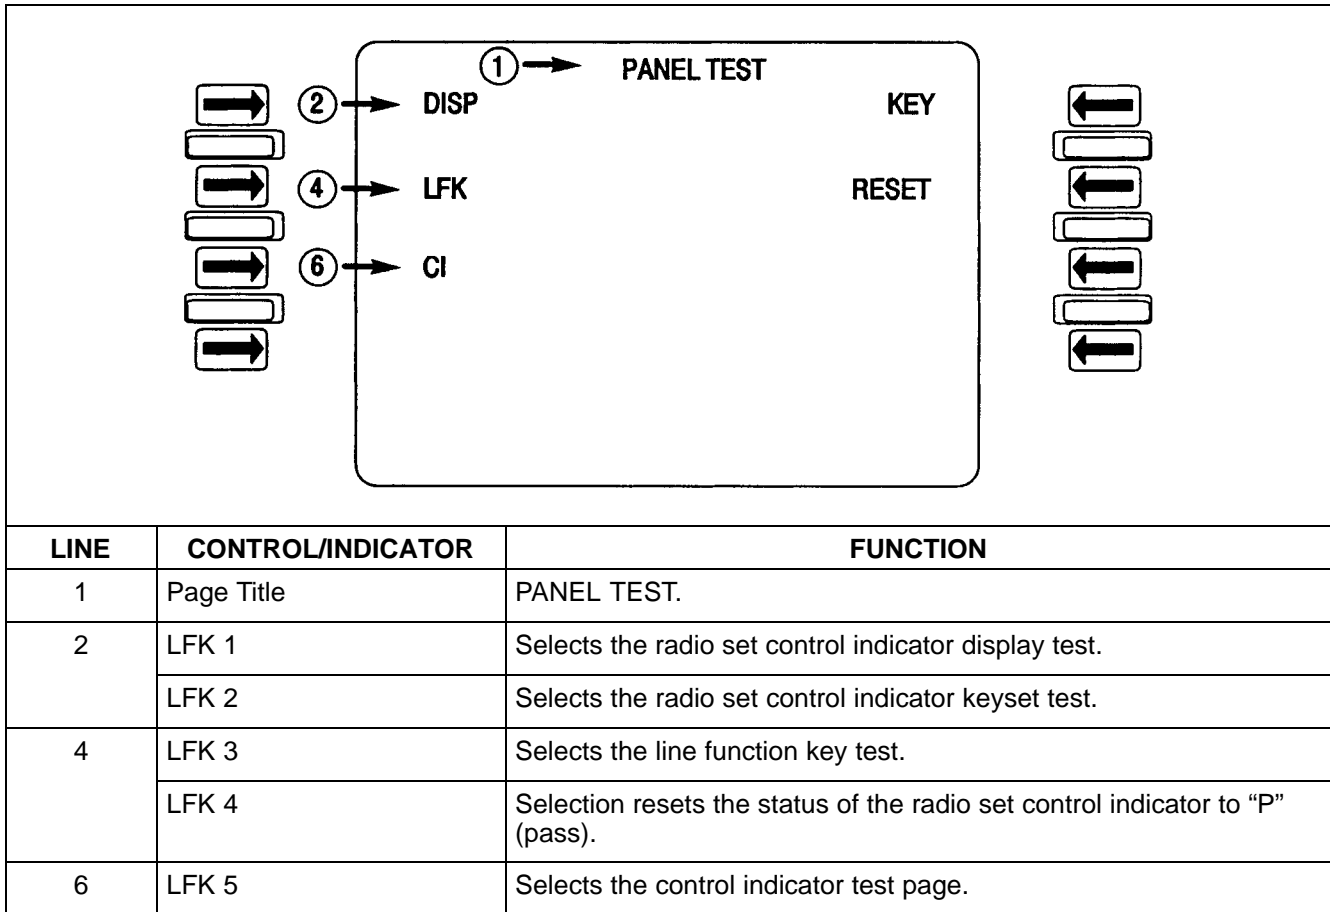 1 PANEL TEST
2 DISP KEY
4 LFK RESET
6 CI
LINE CONTROL/INDICATOR FUNCTION
1 Page Title PANEL TEST.
2 LFK 1 Selects the radio set control indicator display test.
LFK 2 Selects the radio set control indicator keyset test.
4 LFK 3 Selects the line function key test.
LFK 4 Selection resets the status of the radio set control indicator to “P”
(pass).
6 LFK 5 Selects the control indicator test page.